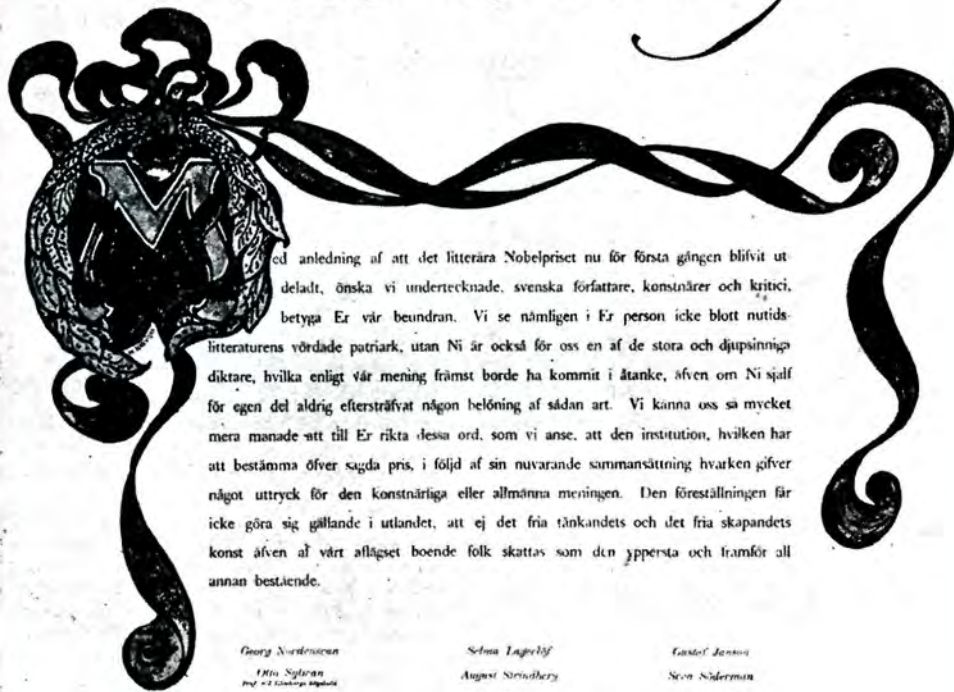 Med anledning af att det litterära Nobelpriset nu för första gången blifvit ut-
deladt, önska vi undertecknade, svenska författare, konstnärer och kritici,
betyga Er vår beundran. Vi se nämligen i Er person icke blott nutids-
litteraturens vördade patriark, utan Ni är också för oss en af de stora och djupsinniga
diktare, hvilka enligt vår mening främst borde ha kommit i åtanke, äfven om Ni själf
för egen del aldrig eftersträfvat någon belöning af sådan art. Vi känna oss så mycket
mera manade att till Er rikta dessa ord, som vi anse, att den institution, hvilken har
att bestämma öfver sagda pris, i följd af sin nuvarande sammansättning hvarken gifver
något uttryck för den konstnärliga eller allmänna meningen. Den föreställningen får
icke göra sig gällande i utlandet, att ej det fria tänkandets och det fria skapandets
konst äfven af vårt aflägset boende folk skattas som den yppersta och framför all
annan bestående.
Georg Nordensvan Selma Lagerlöf Gustaf Janson
Otto Sylwan August Strindberg Sven Söderman